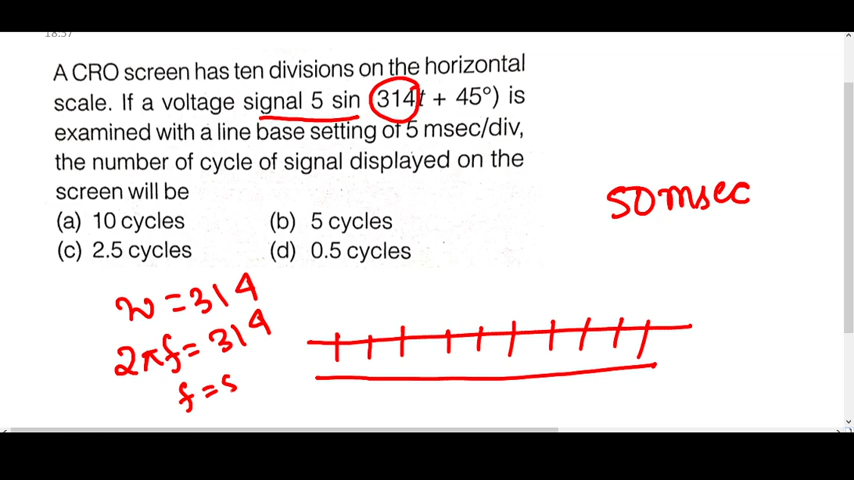 A CRO screen has ten divisions on the horizontal
scale. If a voltage signal 5 sin (314t + 45°) is
examined with a line base setting of 5 msec/div,
the number of cycle of signal displayed on the
screen will be
(a) 10 cycles (b) 5 cycles
(c) 2.5 cycles (d) 0.5 cycles
50msec
ω=314
2πf=314
f=5